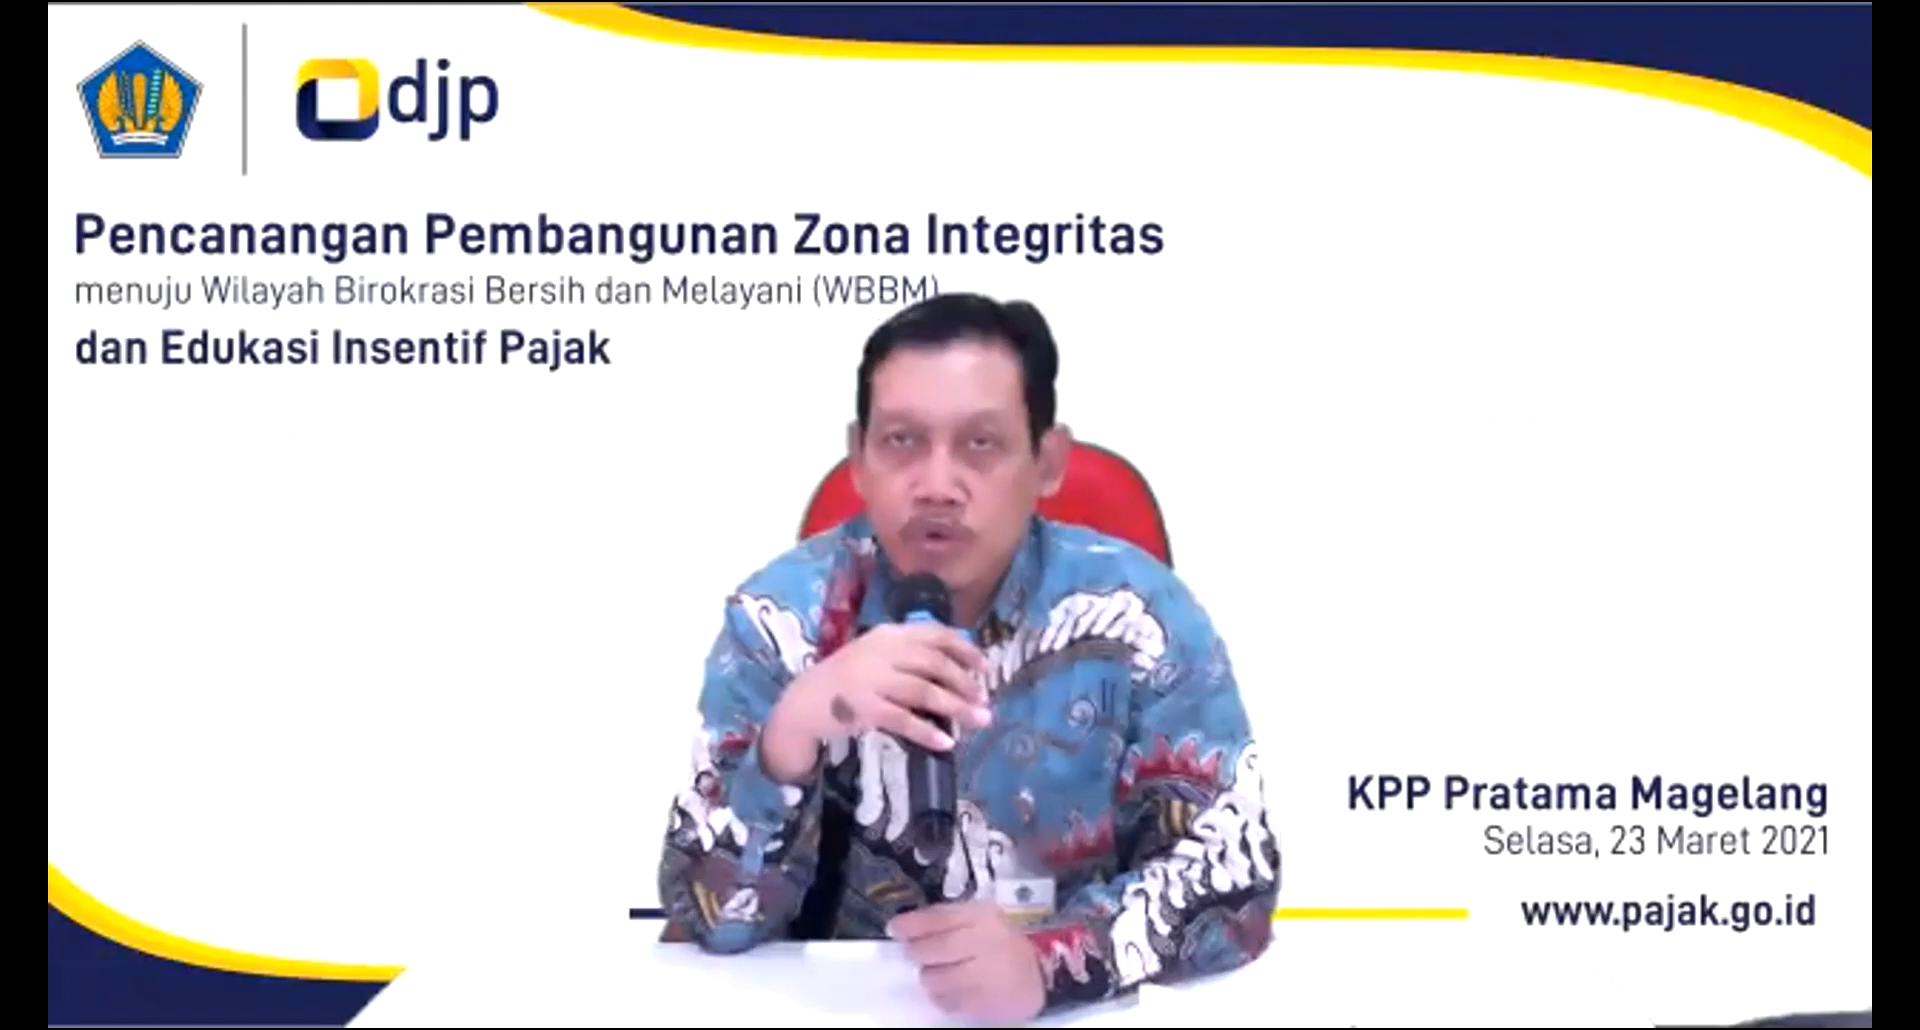 djp
Pencanangan Pembangunan Zona Integritas
menuju Wilayah Birokrasi Bersih dan Melayani (WBBM)
dan Edukasi Insentif Pajak
KPP Pratama Magelang
Selasa, 23 Maret 2021
www.pajak.go.id